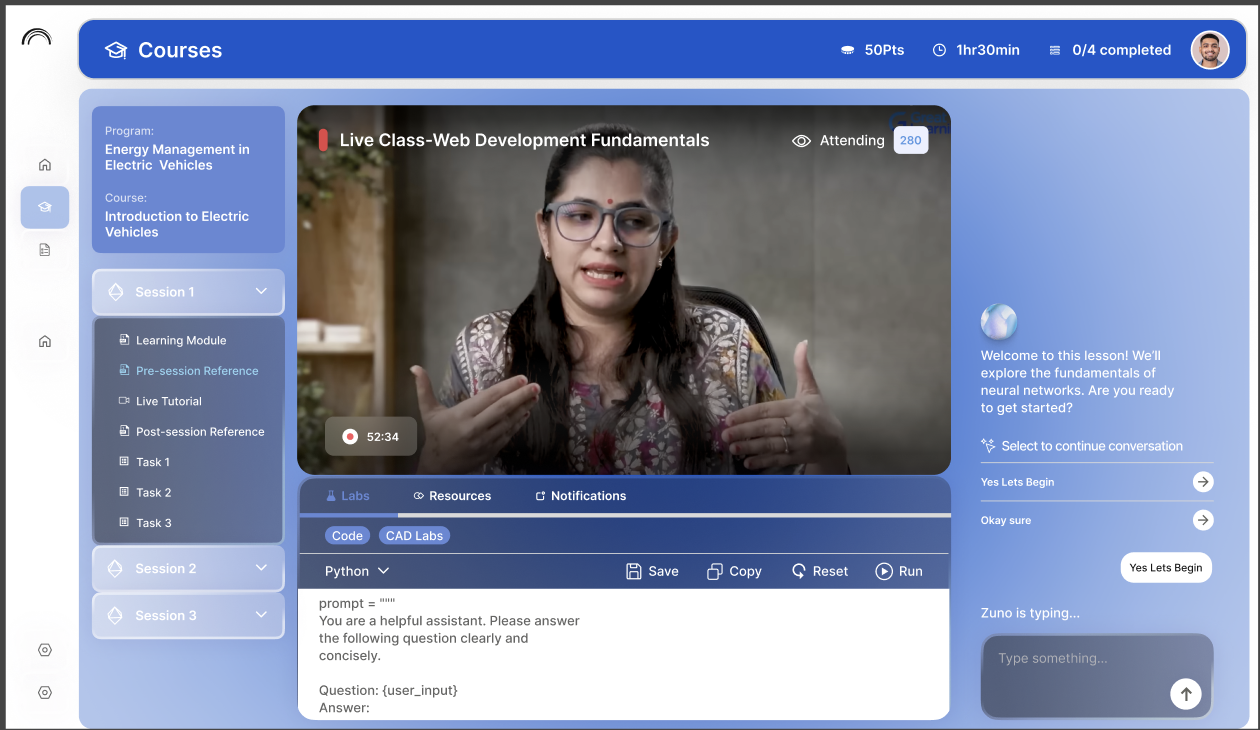 Courses
50Pts
1hr30min
0/4 completed
Program:
Energy Management in
Electric Vehicles
Course:
Introduction to Electric
Vehicles
Session 1
Learning Module
Pre-session Reference
Live Tutorial
Post-session Reference
Task 1
Task 2
Task 3
Session 2
Session 3
Live Class-Web Development Fundamentals
Attending
280
52:34
Labs
Resources
Notifications
Code
CAD Labs
Python
Save
Copy
Reset
Run
prompt = """
You are a helpful assistant. Please answer
the following question clearly and
concisely.
Question: {user_input}
Answer:
Welcome to this lesson! We'll
explore the fundamentals of
neural networks. Are you ready
to get started?
Select to continue conversation
Yes Lets Begin
Okay sure
Yes Lets Begin
Zuno is typing...
Type something...